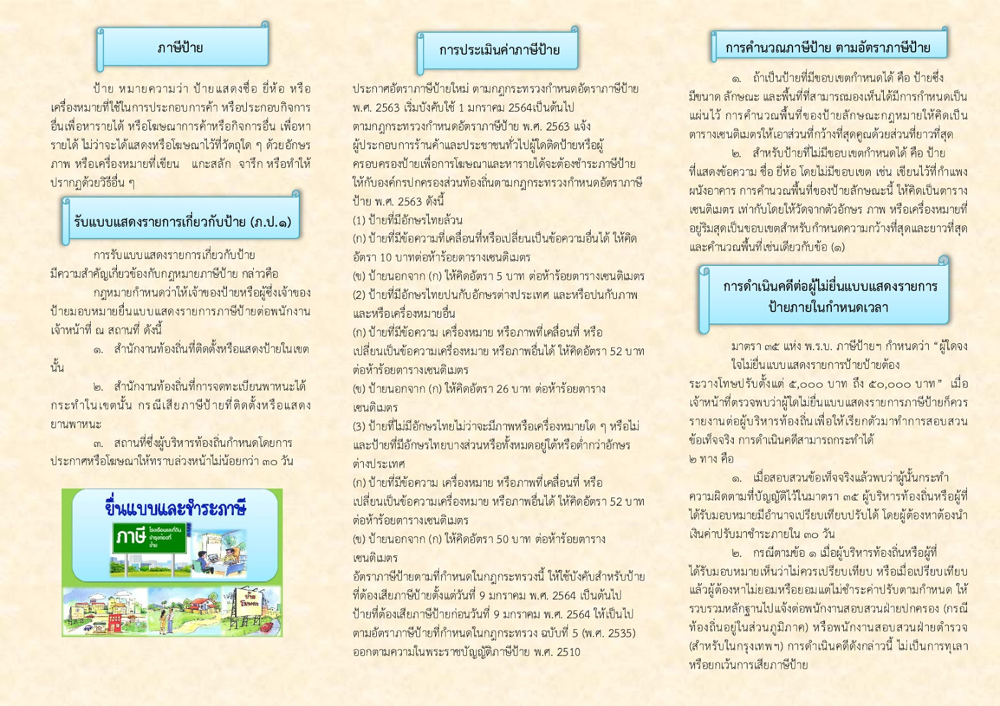 ภาษีป้าย
ป้าย หมายความว่า ป้ายแสดงชื่อ ยี่ห้อ หรือ
เครื่องหมายที่ใช้ในการประกอบการค้า หรือประกอบกิจการ
อื่นเพื่อหารายได้ หรือโฆษณาการค้าหรือกิจการอื่น เพื่อหา
รายได้ ไม่ว่าจะได้แสดงหรือโฆษณาไว้ที่วัตถุใด ๆ ด้วยอักษร
ภาพ หรือเครื่องหมายที่เขียน แกะสลัก จารึก หรือทำให้
ปรากฏด้วยวิธีอื่น ๆ
รับแบบแสดงรายการเกี่ยวกับป้าย (ภ.ป.๑)
การรับแบบแสดงรายการเกี่ยวกับป้าย
มีความสำคัญเกี่ยวข้องกับกฎหมายภาษีป้าย กล่าวคือ
กฎหมายกำหนดว่าให้เจ้าของป้ายหรือผู้ซึ่งเจ้าของ
ป้ายมอบหมายยื่นแบบแสดงรายการภาษีป้ายต่อพนักงาน
เจ้าหน้าที่ ณ สถานที่ ดังนี้
๑. สำนักงานท้องถิ่นที่ติดตั้งหรือแสดงป้ายในเขต
นั้น
๒. สำนักงานท้องถิ่นที่การจดทะเบียนพาหนะได้
กระทำในเขตนั้น กรณีเสียภาษีป้ายที่ติดตั้งหรือแสดง
ยานพาหนะ
๓. สถานที่ซึ่งผู้บริหารท้องถิ่นกำหนดโดยการ
ประกาศหรือโฆษณาให้ทราบล่วงหน้าไม่น้อยกว่า ๓๐ วัน
ยื่นแบบและชำระภาษี
ภาษี
โรงเรือนและที่ดิน
บำรุงท้องที่
ป้าย
ป้าย
โฆษณา
การประเมินค่าภาษีป้าย
ประกาศอัตราภาษีป้ายใหม่ ตามกฎกระทรวงกำหนดอัตราภาษีป้าย
พ.ศ. 2563 เริ่มบังคับใช้ 1 มกราคม 2564เป็นต้นไป
ตามกฎกระทรวงกำหนดอัตราภาษีป้าย พ.ศ. 2563 แจ้ง
ผู้ประกอบการร้านค้าและประชาชนทั่วไปผู้ใดติดป้ายหรือผู้
ครอบครองป้ายเพื่อการโฆษณาและหารายได้จะต้องชำระภาษีป้าย
ให้กับองค์กรปกครองส่วนท้องถิ่นตามกฎกระทรวงกำหนดอัตราภาษี
ป้าย พ.ศ. 2563 ดังนี้
(1) ป้ายที่มีอักษรไทยล้วน
(ก) ป้ายที่มีข้อความที่เคลื่อนที่หรือเปลี่ยนเป็นข้อความอื่นได้ ให้คิด
อัตรา 10 บาทต่อห้าร้อยตารางเซนติเมตร
(ข) ป้ายนอกจาก (ก) ให้คิดอัตรา 5 บาท ต่อห้าร้อยตารางเซนติเมตร
(2) ป้ายที่มีอักษรไทยปนกับอักษรต่างประเทศ และหรือปนกับภาพ
และหรือเครื่องหมายอื่น
(ก) ป้ายที่มีข้อความ เครื่องหมาย หรือภาพที่เคลื่อนที่ หรือ
เปลี่ยนเป็นข้อความเครื่องหมาย หรือภาพอื่นได้ ให้คิดอัตรา 52 บาท
ต่อห้าร้อยตารางเซนติเมตร
(ข) ป้ายนอกจาก (ก) ให้คิดอัตรา 26 บาท ต่อห้าร้อยตาราง
เซนติเมตร
(3) ป้ายที่ไม่มีอักษรไทยไม่ว่าจะมีภาพหรือเครื่องหมายใด ๆ หรือไม่
และป้ายที่มีอักษรไทยบางส่วนหรือทั้งหมดอยู่ใต้หรือต่ำกว่าอักษร
ต่างประเทศ
(ก) ป้ายที่มีข้อความ เครื่องหมาย หรือภาพที่เคลื่อนที่ หรือ
เปลี่ยนเป็นข้อความเครื่องหมาย หรือภาพอื่นได้ ให้คิดอัตรา 52 บาท
ต่อห้าร้อยตารางเซนติเมตร
(ข) ป้ายนอกจาก (ก) ให้คิดอัตรา 50 บาท ต่อห้าร้อยตาราง
เซนติเมตร
อัตราภาษีป้ายตามที่กำหนดในกฎกระทรวงนี้ ให้ใช้บังคับสำหรับป้าย
ที่ต้องเสียภาษีป้ายตั้งแต่วันที่ 9 มกราคม พ.ศ. 2564 เป็นต้นไป
ป้ายที่ต้องเสียภาษีป้ายก่อนวันที่ 9 มกราคม พ.ศ. 2564 ให้เป็นไป
ตามอัตราภาษีป้ายที่กำหนดในกฎกระทรวง ฉบับที่ 5 (พ.ศ. 2535)
ออกตามความในพระราชบัญญัติภาษีป้าย พ.ศ. 2510
การคำนวณภาษีป้าย ตามอัตราภาษีป้าย
๑. ถ้าเป็นป้ายที่มีขอบเขตกำหนดได้ คือ ป้ายซึ่ง
มีขนาด ลักษณะ และพื้นที่ที่สามารถมองเห็นได้มีการกำหนดเป็น
แผ่นไว้ การคำนวณพื้นที่ของป้ายลักษณะกฎหมายให้คิดเป็น
ตารางเซนติเมตรให้เอาส่วนที่กว้างที่สุดคูณด้วยส่วนที่ยาวที่สุด
๒. สำหรับป้ายที่ไม่มีขอบเขตกำหนดได้ คือ ป้าย
ที่แสดงข้อความ ชื่อ ยี่ห้อ โดยไม่มีขอบเขต เช่น เขียนไว้ที่กำแพง
ผนังอาคาร การคำนวณพื้นที่ของป้ายลักษณะนี้ ให้คิดเป็นตาราง
เซนติเมตร เท่ากับโดยให้วัดจากตัวอักษร ภาพ หรือเครื่องหมายที่
อยู่ริมสุดเป็นขอบเขตสำหรับกำหนดความกว้างที่สุดและยาวที่สุด
และคำนวณพื้นที่เช่นเดียวกับข้อ (๑)
การดำเนินคดีต่อผู้ไม่ยื่นแบบแสดงรายการ
ป้ายภายในกำหนดเวลา
มาตรา ๓๕ แห่ง พ.ร.บ. ภาษีป้ายฯ กำหนดว่า “ผู้ใดจง
ใจไม่ยื่นแบบแสดงรายการป้ายป้ายต้อง
ระวางโทษปรับตั้งแต่ ๕,๐๐๐ บาท ถึง ๕๐,๐๐๐ บาท” เมื่อ
เจ้าหน้าที่ตรวจพบว่าผู้ใดไม่ยื่นแบบแสดงรายการภาษีป้ายก็ควร
รายงานต่อผู้บริหารท้องถิ่นเพื่อให้เรียกตัวมาทำการสอบสวน
ข้อเท็จจริง การดำเนินคดีสามารถกระทำได้
๒ ทาง คือ
๑. เมื่อสอบสวนข้อเท็จจริงแล้วพบว่าผู้นั้นกระทำ
ความผิดตามที่บัญญัติไว้ในมาตรา ๓๕ ผู้บริหารท้องถิ่นหรือผู้ที่
ได้รับมอบหมายมีอำนาจเปรียบเทียบปรับได้ โดยผู้ต้องหาต้องนำ
เงินค่าปรับมาชำระภายใน ๓๐ วัน
๒. กรณีตามข้อ ๑ เมื่อผู้บริหารท้องถิ่นหรือผู้ที่
ได้รับมอบหมายเห็นว่าไม่ควรเปรียบเทียบ หรือเมื่อเปรียบเทียบ
แล้วผู้ต้องหาไม่ยอมหรือยอมแต่ไม่ชำระค่าปรับตามกำหนด ให้
รวบรวมหลักฐานไปแจ้งต่อพนักงานสอบสวนฝ่ายปกครอง (กรณี
ท้องถิ่นอยู่ในส่วนภูมิภาค) หรือพนักงานสอบสวนฝ่ายตำรวจ
(สำหรับในกรุงเทพฯ) การดำเนินคดีดังกล่าวนี้ ไม่เป็นการทุเลา
หรือยกเว้นการเสียภาษีป้าย